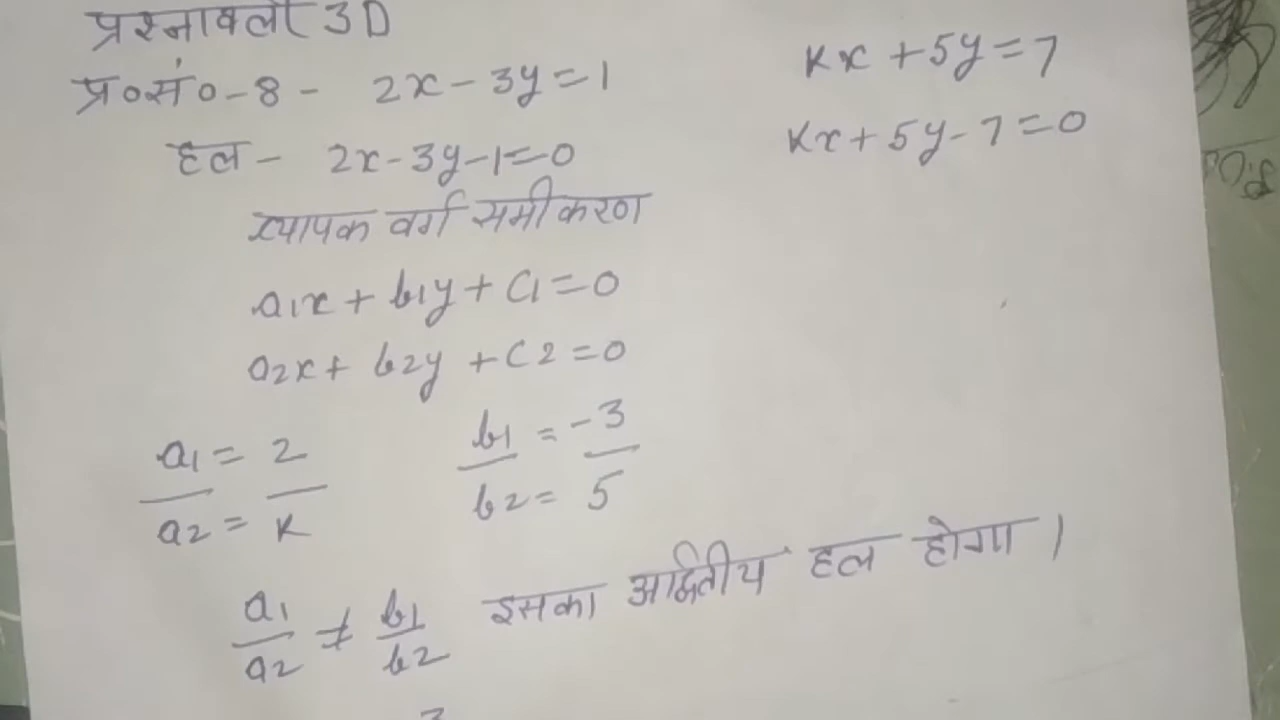 प्रश्नावली 3D
प्र०सं०-8- 2x-3y=1 Kx+5y=7
हल- 2x-3y-1=0 Kx+5y-7=0
व्यापक वर्ग समीकरण
a1x+b1y+C1=0
a2x+b2y+C2=0
a1 = 2 b1 = -3
a2 = K b2 = 5
a1/a2 ≠ b1/b2 इसका अद्वितीय हल होगा ।